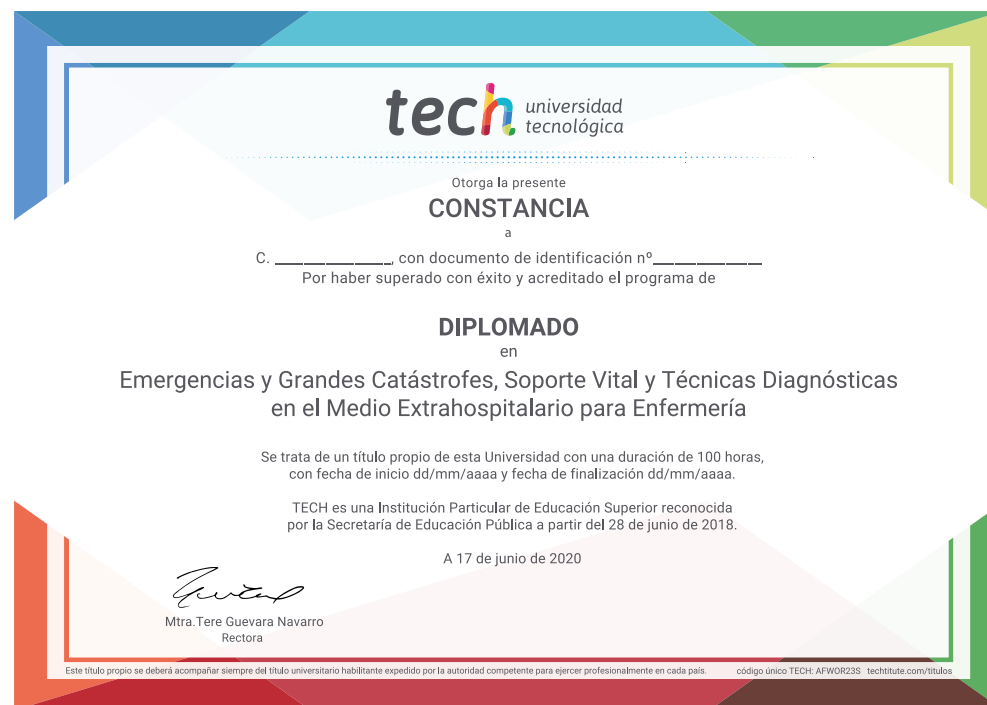 tech universidad
tecnológica
Otorga la presente
CONSTANCIA
a
C. ________________, con documento de identificación nº_______________
Por haber superado con éxito y acreditado el programa de
DIPLOMADO
en
Emergencias y Grandes Catástrofes, Soporte Vital y Técnicas Diagnósticas
en el Medio Extrahospitalario para Enfermería
Se trata de un título propio de esta Universidad con una duración de 100 horas,
con fecha de inicio dd/mm/aaaa y fecha de finalización dd/mm/aaaa.
TECH es una Institución Particular de Educación Superior reconocida
por la Secretaría de Educación Pública a partir del 28 de junio de 2018.
A 17 de junio de 2020
Mtra.Tere Guevara Navarro
Rectora
Este título propio se deberá acompañar siempre del título universitario habilitante expedido por la autoridad competente para ejercer profesionalmente en cada país. código único TECH: AFWOR23S techtitute.com/titulos